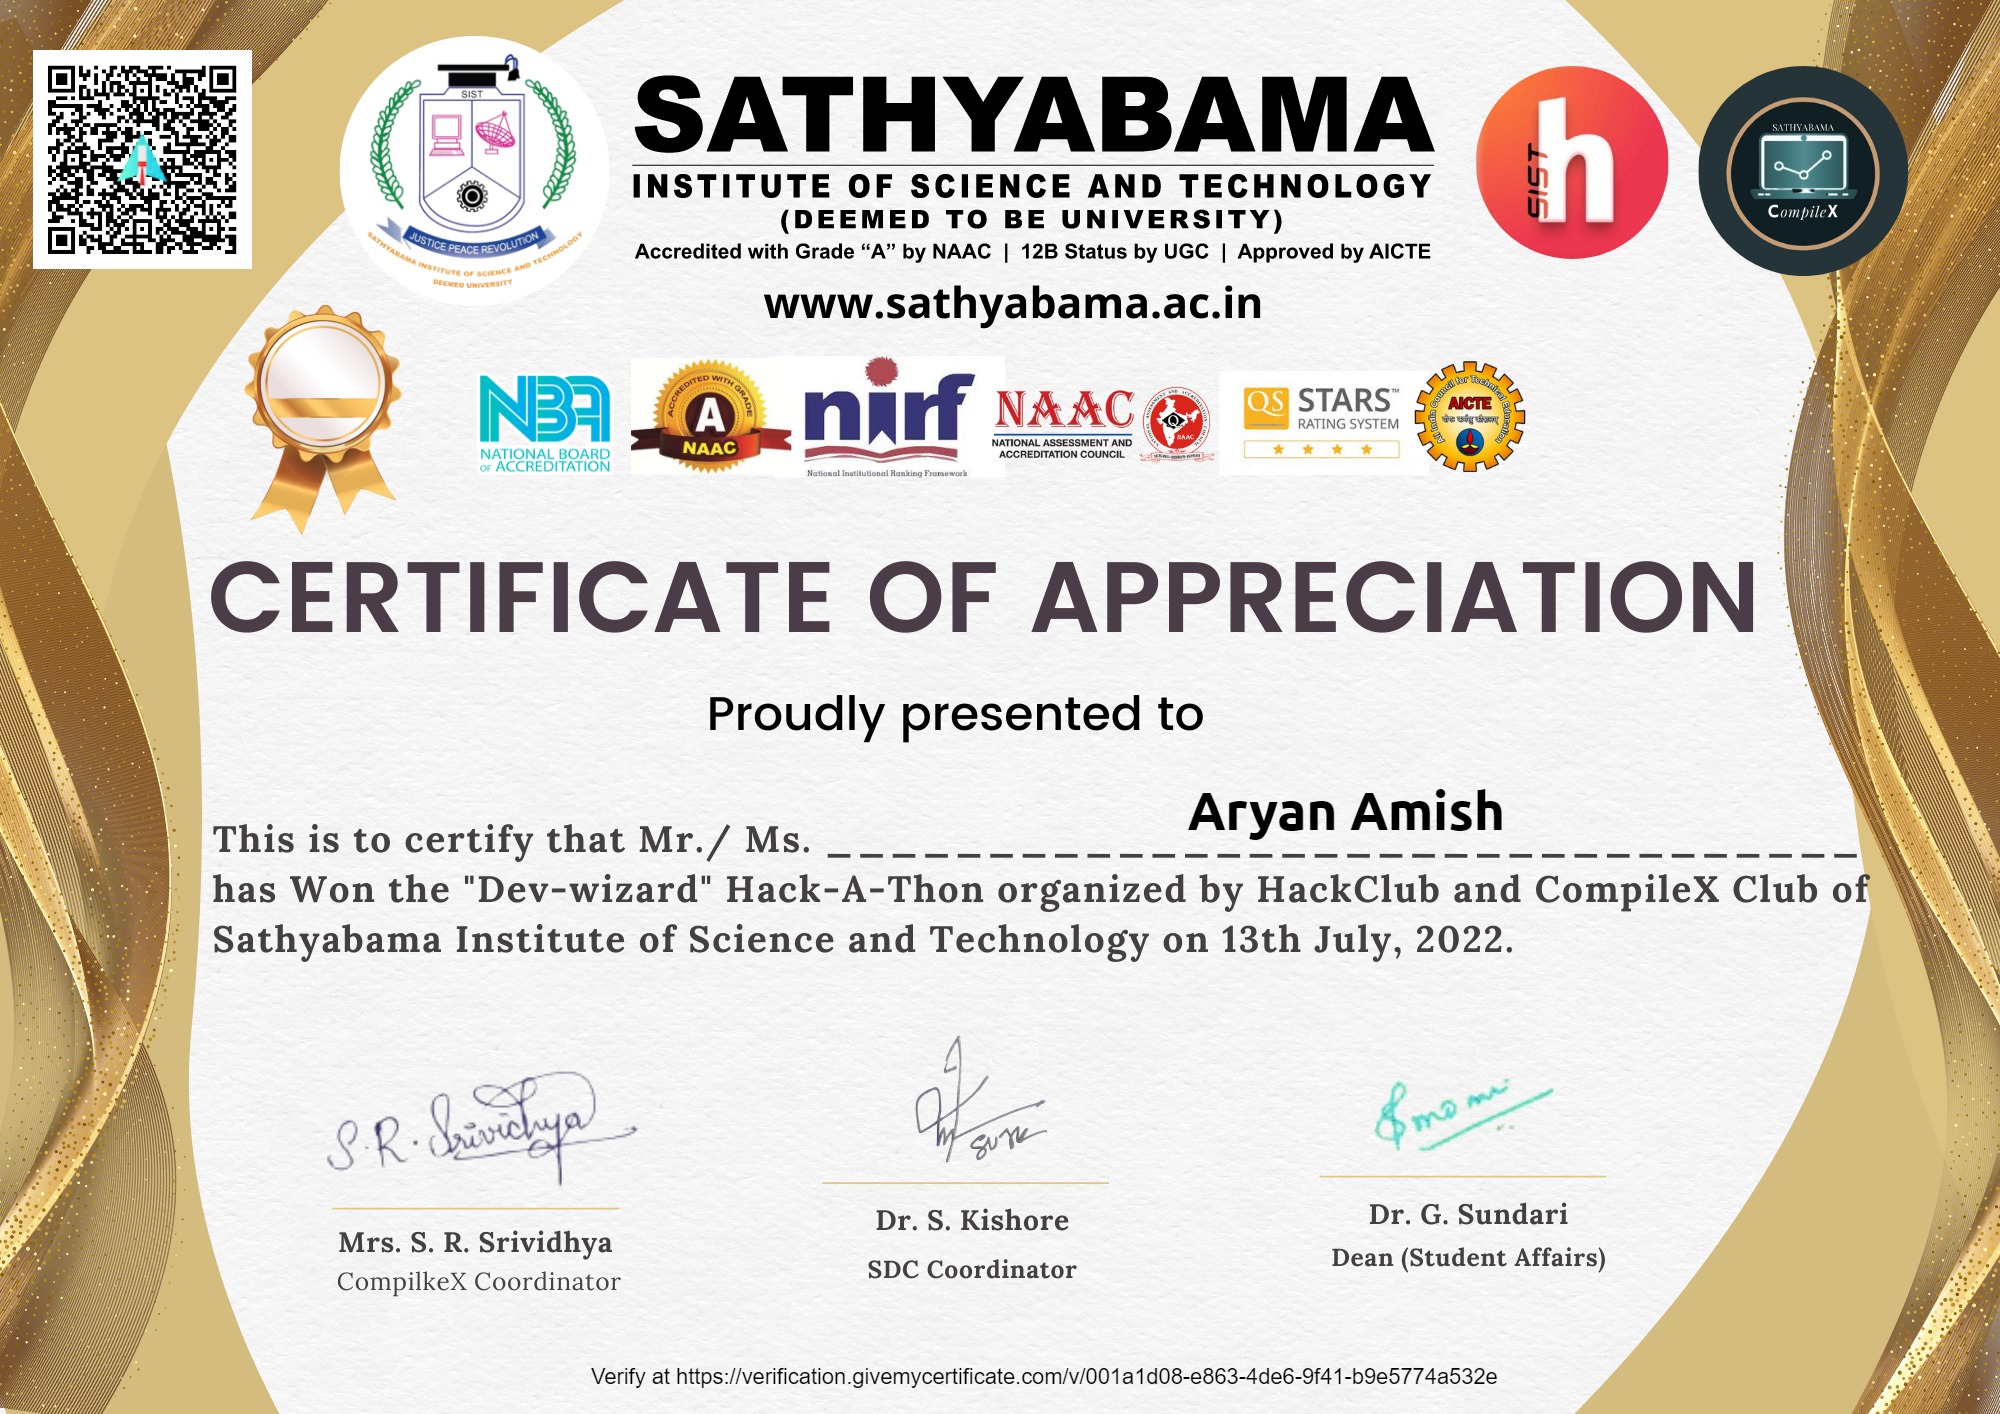 SIST
JUSTICE PEACE REVOLUTION
SATHYABAMA INSTITUTE OF SCIENCE AND TECHNOLOGY
DEEMED UNIVERSITY
SATHYABAMA
INSTITUTE OF SCIENCE AND TECHNOLOGY
(DEEMED TO BE UNIVERSITY)
Accredited with Grade “A” by NAAC | 12B Status by UGC | Approved by AICTE
www.sathyabama.ac.in
SIST
h
SATHYABAMA
CompileX
NBA
NATIONAL BOARD
OF ACCREDITATION
ACCREDITED WITH GRADE
A
NAAC
nirf
National Institutional Ranking Framework
NAAC
NATIONAL ASSESSMENT AND
ACCREDITATION COUNCIL
NAAC
QS STARS™
RATING SYSTEM
All India Council for Technical Education
AICTE
CERTIFICATE OF APPRECIATION
Proudly presented to
Aryan Amish
This is to certify that Mr./ Ms. ________________________________
has Won the "Dev-wizard" Hack-A-Thon organized by HackClub and CompileX Club of
Sathyabama Institute of Science and Technology on 13th July, 2022.
S.R. Srividhya
Mrs. S. R. Srividhya
CompilkeX Coordinator
Dr. S. Kishore
SDC Coordinator
Dr. G. Sundari
Dean (Student Affairs)
Verify at https://verification.givemycertificate.com/v/001a1d08-e863-4de6-9f41-b9e5774a532e